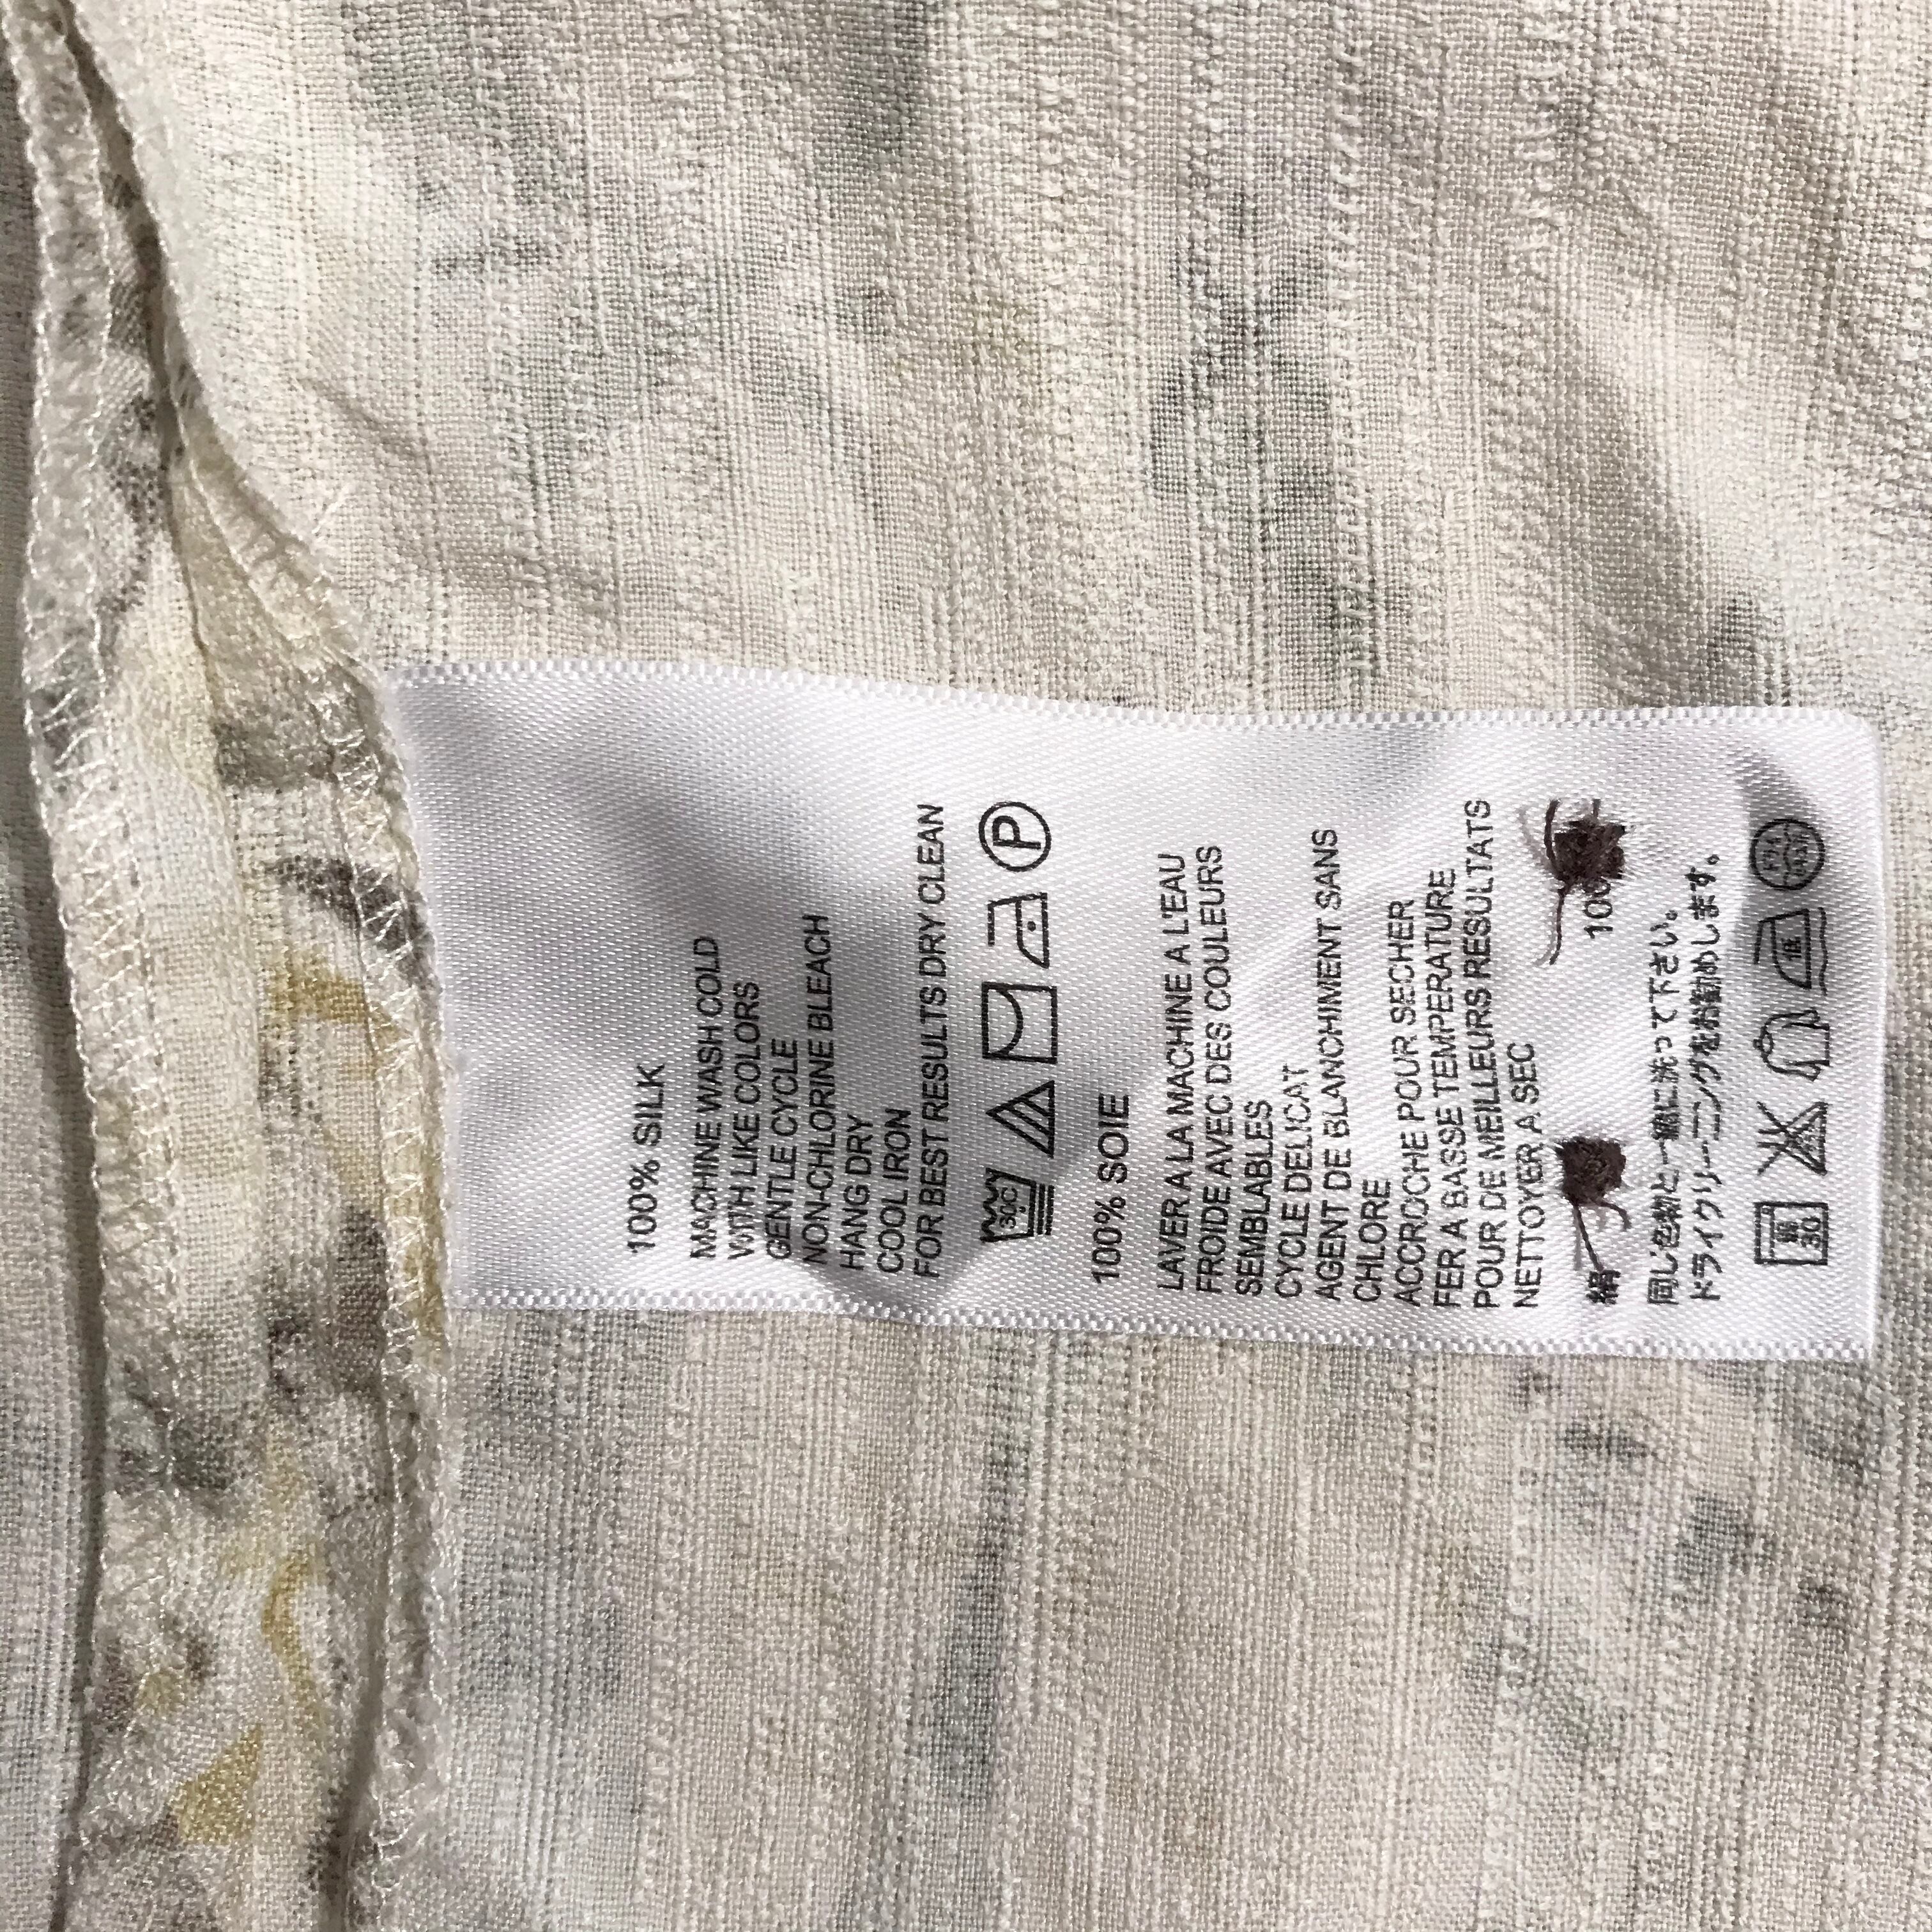 100% SILK
MACHINE WASH COLD
WITH LIKE COLORS
GENTLE CYCLE
NON-CHLORINE BLEACH
HANG DRY
COOL IRON
FOR BEST RESULTS DRY CLEAN
30C P
100% SOIE
LAVER A LA MACHINE A L'EAU
FROIDE AVEC DES COULEURS
SEMBLABLES
CYCLE DELICAT
AGENT DE BLANCHIMENT SANS
CHLORE
ACCROCHE POUR SECHER
FER A BASSE TEMPERATURE
POUR DE MEILLEURS RESULTATS
NETTOYER A SEC
絹 100
同じ色物と一緒に洗って下さい。
ドライクリーニングをお勧めします。
弱 30 低